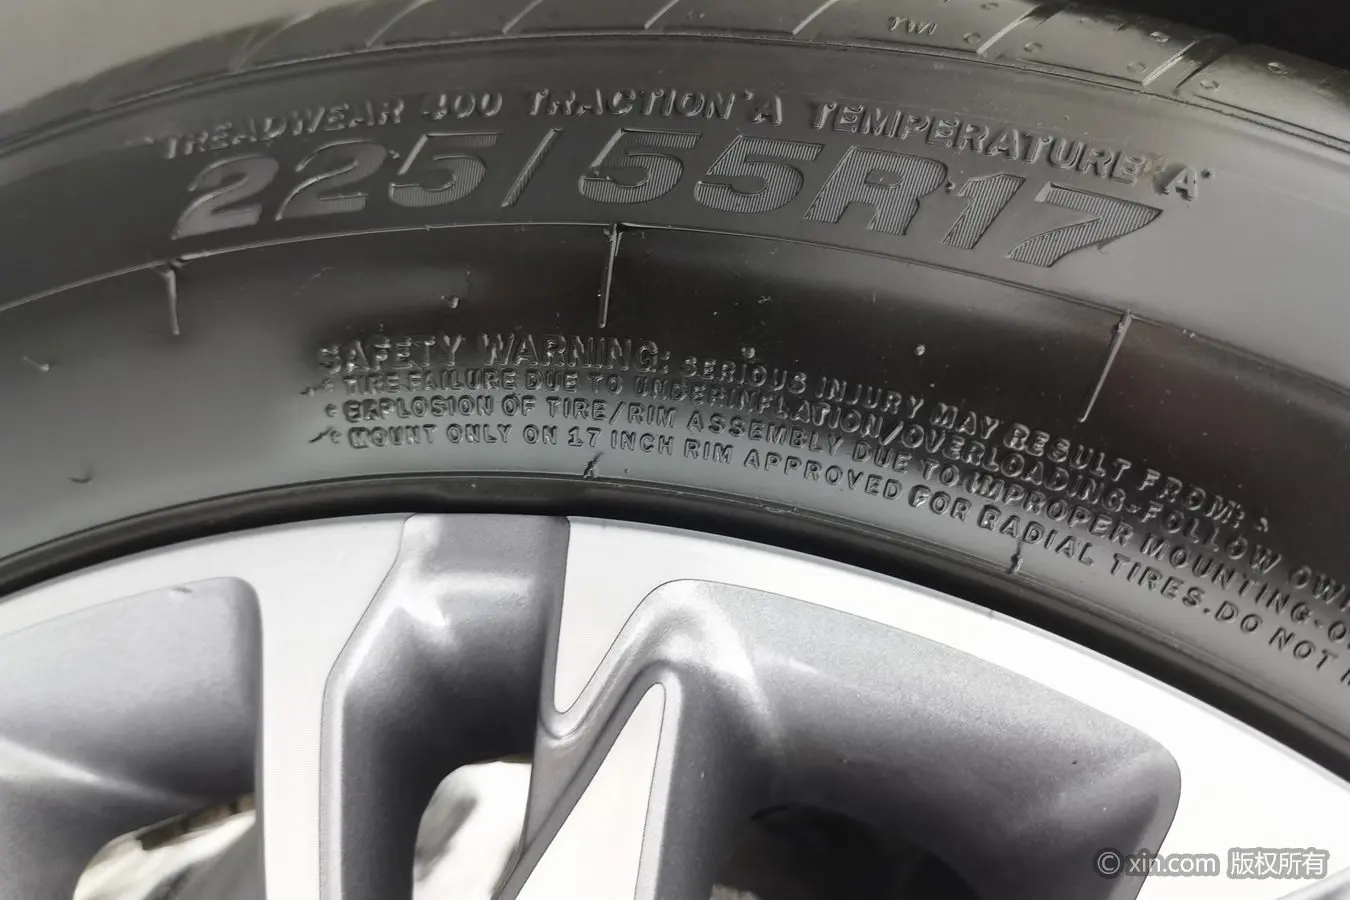 TWI
TREADWEAR 400 TRACTION A TEMPERATURE A
225/55R17
SAFETY WARNING: SERIOUS INJURY MAY RESULT FROM:
TIRE FAILURE DUE TO UNDERINFLATION/OVERLOADING-FOLLOW
EXPLOSION OF TIRE/RIM ASSEMBLY DUE TO IMPROPER MOUNTING-
MOUNT ONLY ON 17 INCH RIM APPROVED FOR RADIAL TIRES.DO NOT
© xin.com 版权所有